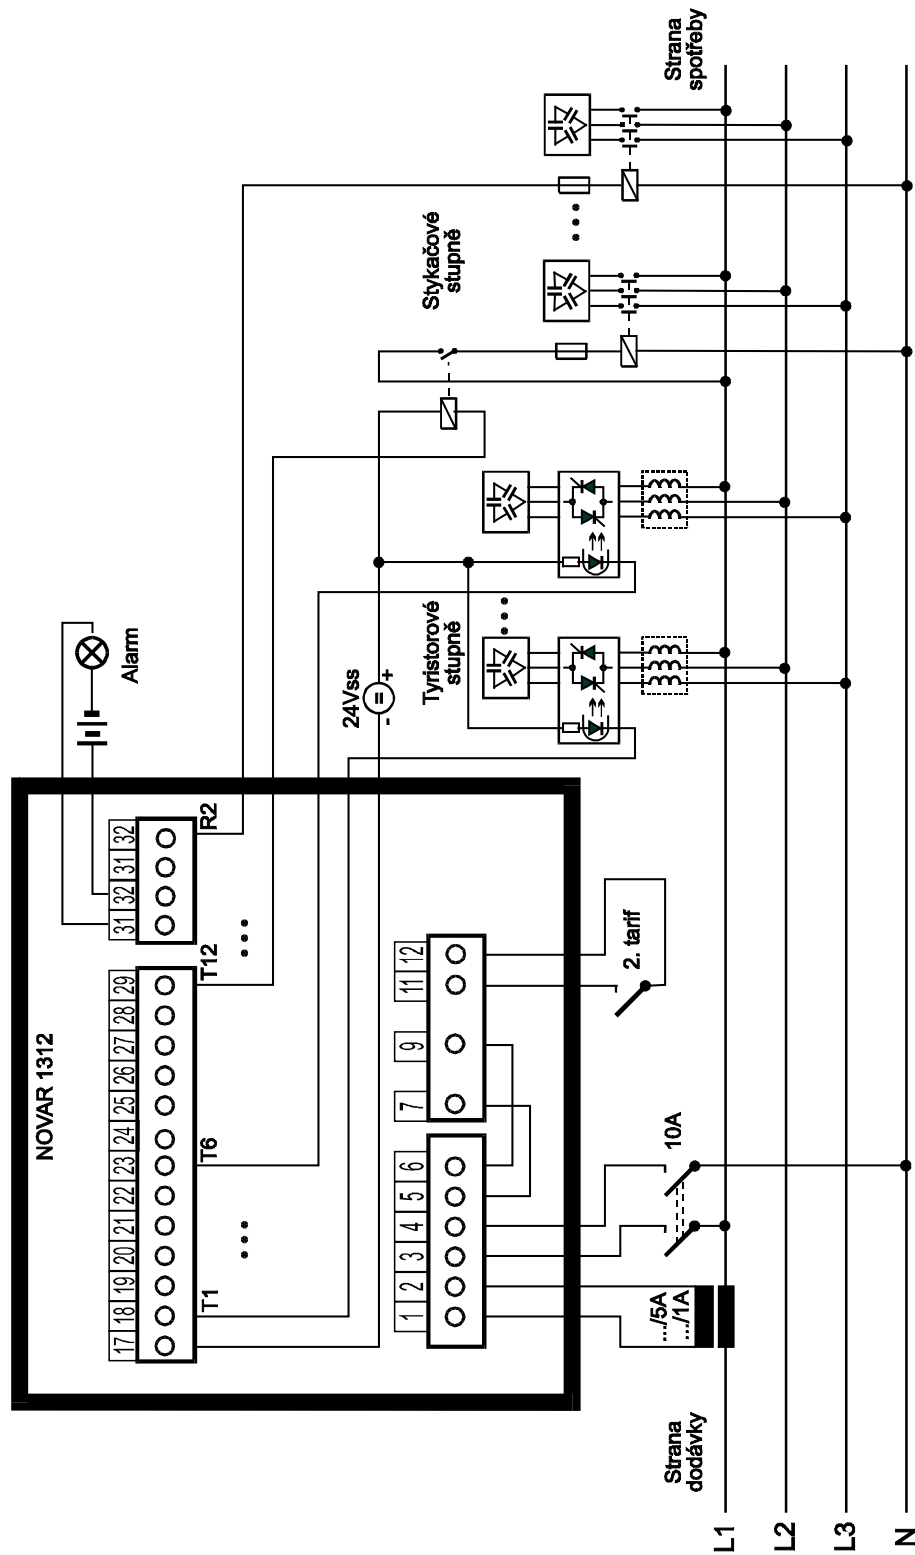 NOVAR 1312
17 18 19 20 21 22 23 24 25 26 27 28 29
31 32 31 32
T1
T6
T12
R2
Alarm
1 2 3 4 5 6
7 9 11 12
24Vss
- = +
2. tarif
Tyristorové
stupně
Stykačové
stupně
10A
.../5A
.../1A
Strana
dodávky
Strana
spotřeby
L1
L2
L3
N